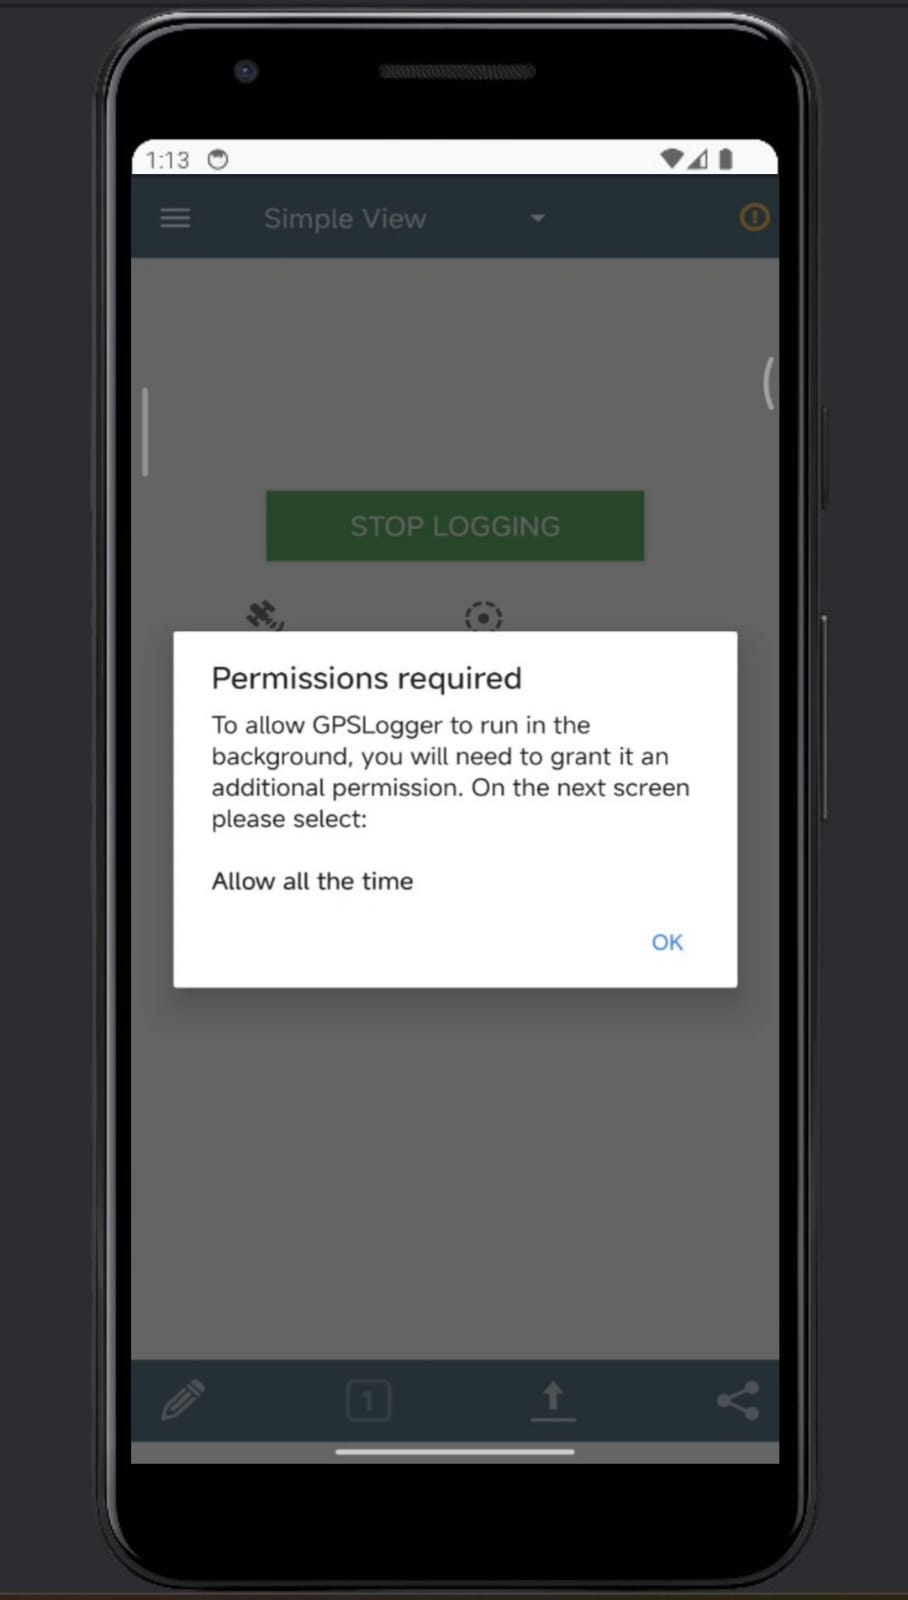 1:13
Simple View
STOP LOGGING
Permissions required
To allow GPSLogger to run in the
background, you will need to grant it an
additional permission. On the next screen
please select:
Allow all the time
OK
1